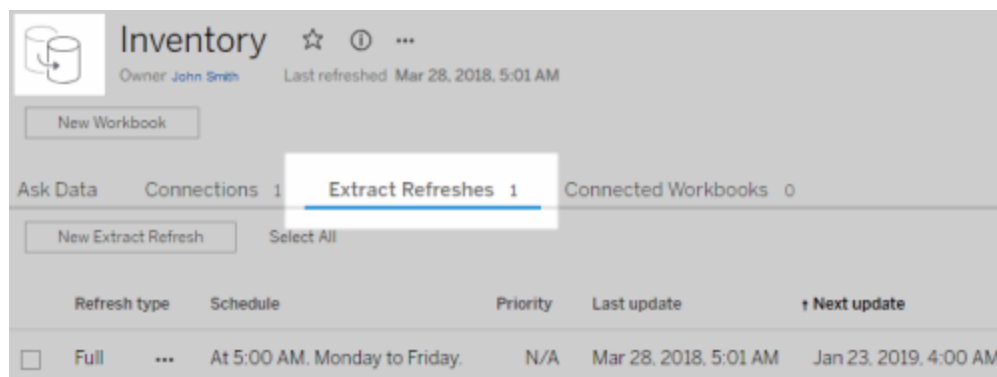 Inventory
Owner John Smith Last refreshed Mar 28, 2018, 5:01 AM
New Workbook
Ask Data Connections 1 Extract Refreshes 1 Connected Workbooks 0
New Extract Refresh Select All
Refresh type Schedule Priority Last update ↑ Next update
Full ··· At 5:00 AM. Monday to Friday. N/A Mar 28, 2018, 5:01 AM Jan 23, 2019, 4:00 AM